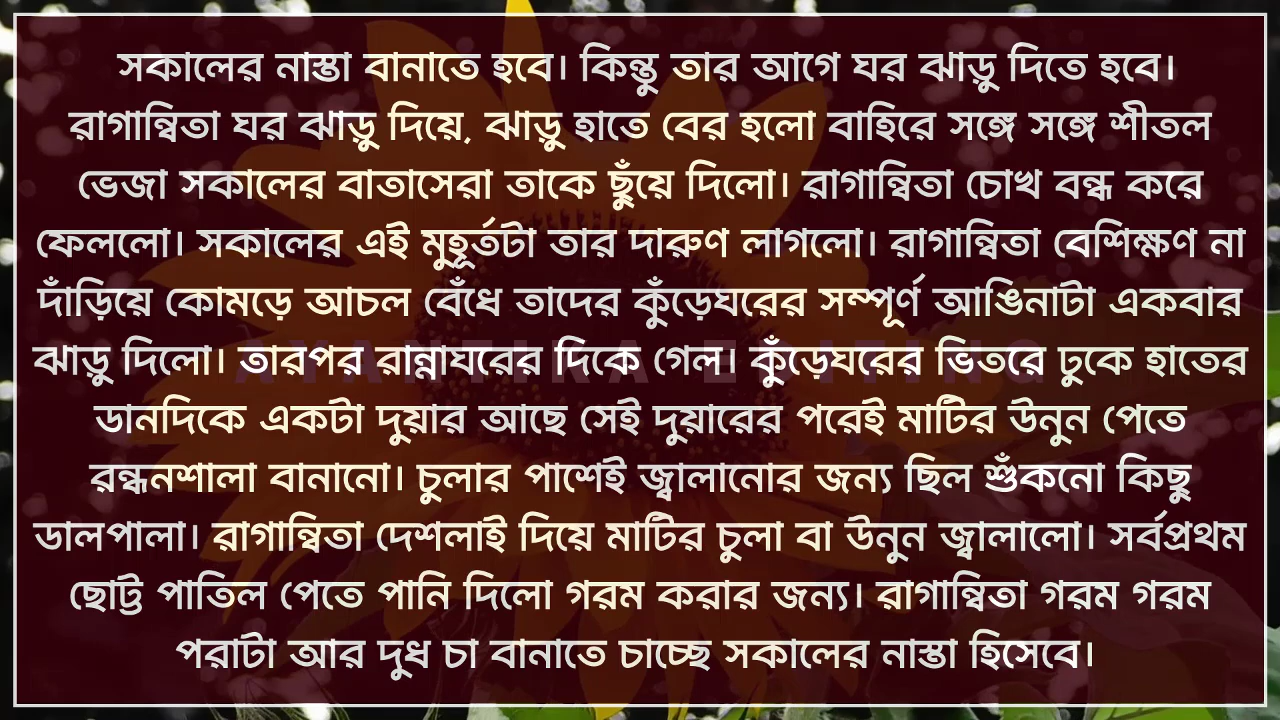 সকালের নাস্তা বানাতে হবে। কিন্তু তার আগে ঘর ঝাড়ু দিতে হবে।
রাগান্বিতা ঘর ঝাড়ু দিয়ে, ঝাড়ু হাতে বের হলো বাহিরে সঙ্গে সঙ্গে শীতল
ভেজা সকালের বাতাসেরা তাকে ছুঁয়ে দিলো। রাগান্বিতা চোখ বন্ধ করে
ফেললো। সকালের এই মুহূর্তটা তার দারুণ লাগলো। রাগান্বিতা বেশিক্ষণ না
দাঁড়িয়ে কোমড়ে আচল বেঁধে তাদের কুঁড়েঘরের সম্পূর্ণ আঙিনাটা একবার
ঝাড়ু দিলো। তারপর রান্নাঘরের দিকে গেল। কুঁড়েঘরের ভিতরে ঢুকে হাতের
AYANTIKA EDITING
ডানদিকে একটা দুয়ার আছে সেই দুয়ারের পরেই মাটির উনুন পেতে
রন্ধনশালা বানানো। চুলার পাশেই জ্বালানোর জন্য ছিল শুঁকনো কিছু
ডালপালা। রাগান্বিতা দেশলাই দিয়ে মাটির চুলা বা উনুন জ্বালালো। সর্বপ্রথম
ছোট্ট পাতিল পেতে পানি দিলো গরম করার জন্য। রাগান্বিতা গরম গরম
পরাটা আর দুধ চা বানাতে চাচ্ছে সকালের নাস্তা হিসেবে।